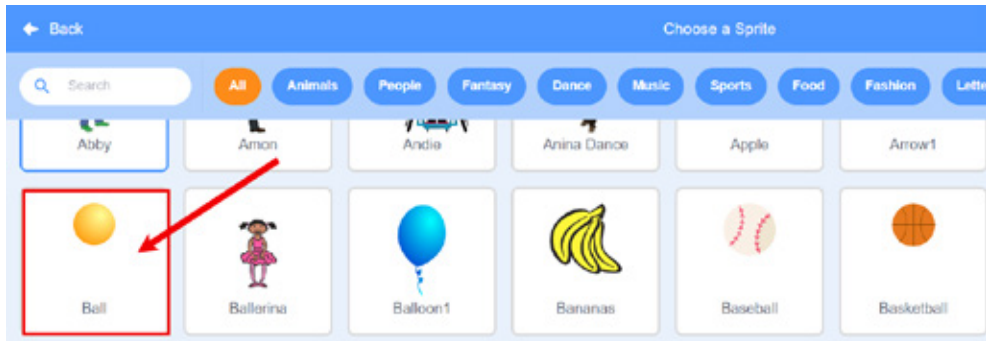 Back Choose a Sprite
Search All Animals People Fantasy Dance Music Sports Food Fashion Lette
Abby Amon Andie Anina Dance Apple Arrow1
Ball Ballerina Balloon1 Bananas Baseball Basketball